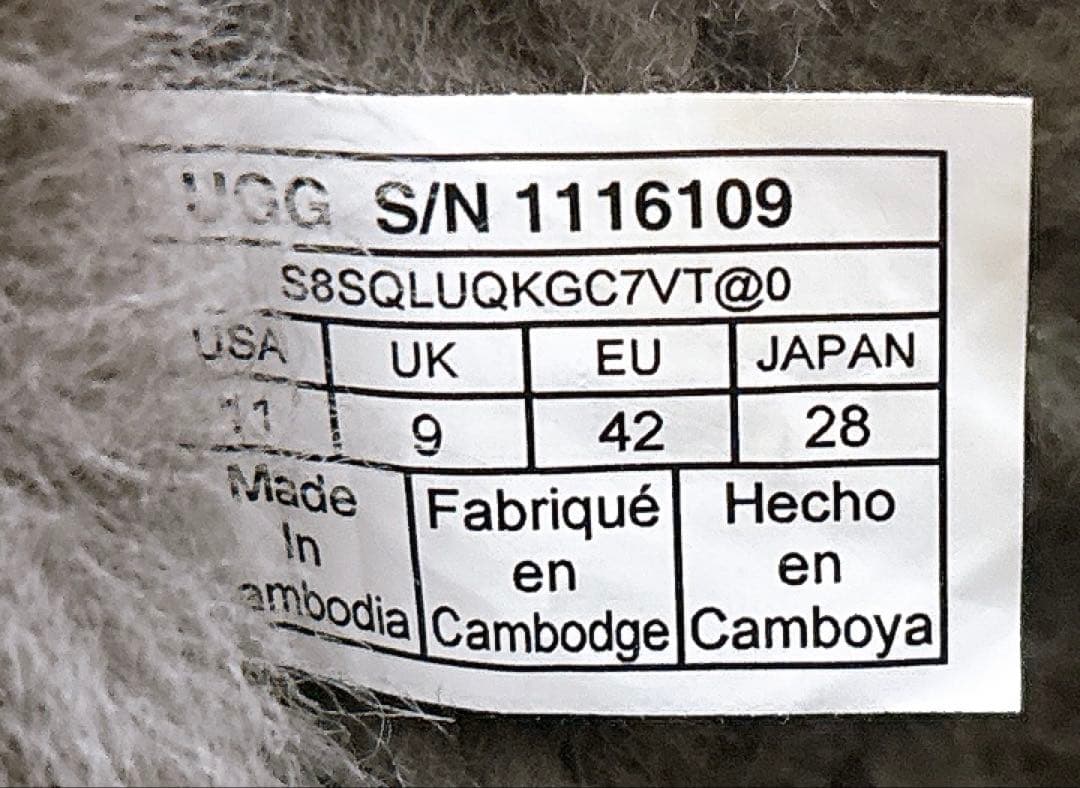 UGG S/N 1116109
S8SQLUQKGC7VT@0
USA UK EU JAPAN
11 9 42 28
Made Fabriqué Hecho
In en en
ambodia Cambodge Camboya